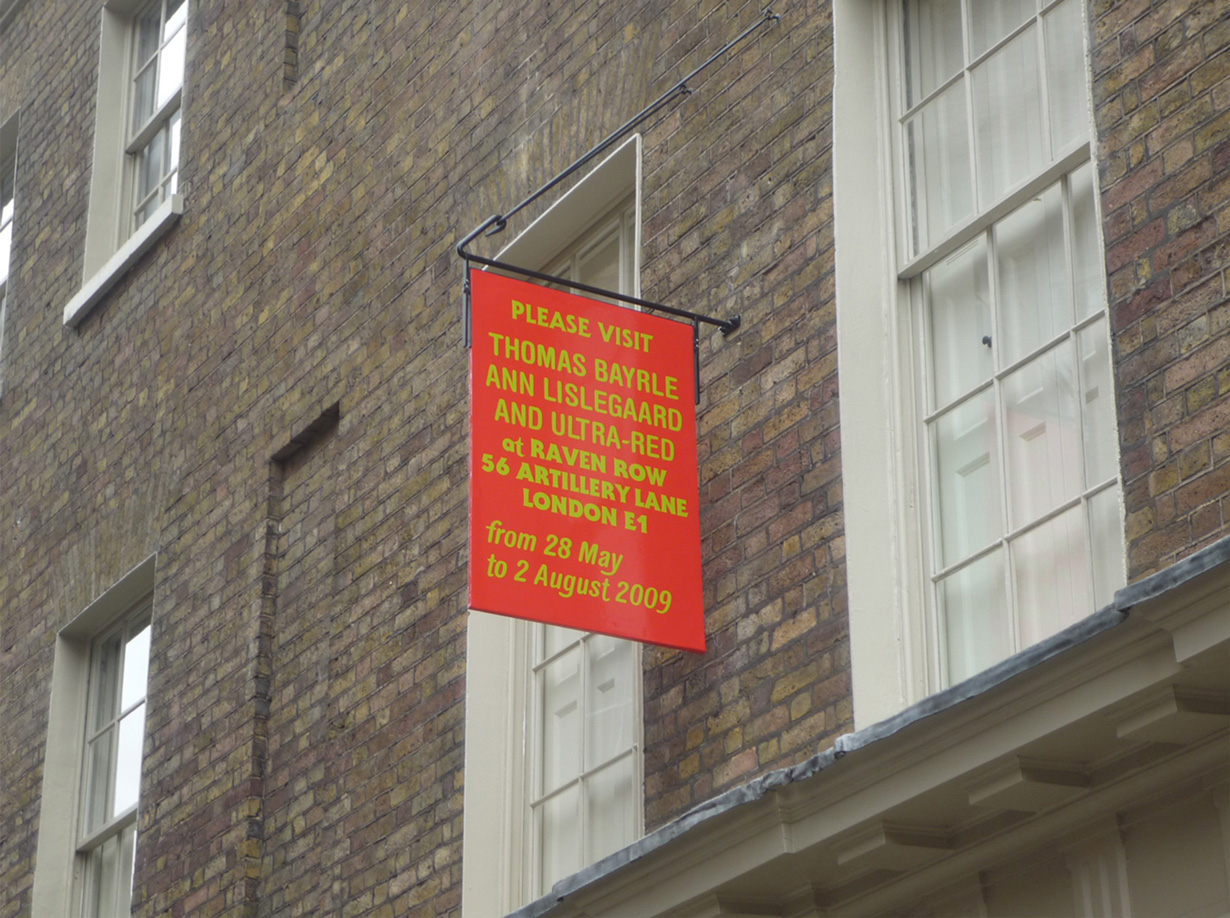 PLEASE VISIT
THOMAS BAYRLE
ANN LISLEGAARD
AND ULTRA-RED
at RAVEN ROW
56 ARTILLERY LANE
LONDON E1
from 28 May
to 2 August 2009